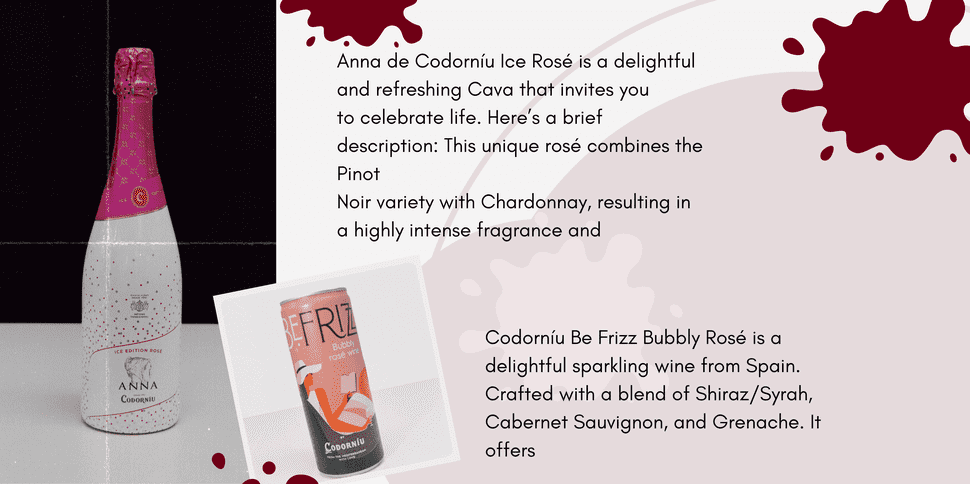 Anna de Codorníu Ice Rosé is a delightful
and refreshing Cava that invites you
to celebrate life. Here’s a brief
description: This unique rosé combines the
Pinot
Noir variety with Chardonnay, resulting in
a highly intense fragrance and
ICE EDITION ROSÉ
ANNA
CODORNÍU
BE FRIZZ
Bubbly
rosé wine
BY
CODORNÍU
Codorníu Be Frizz Bubbly Rosé is a
delightful sparkling wine from Spain.
Crafted with a blend of Shiraz/Syrah,
Cabernet Sauvignon, and Grenache. It
offers